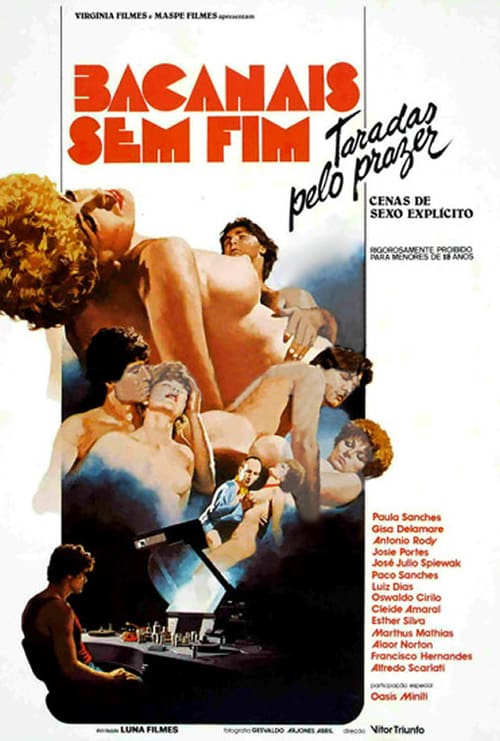 VIRGÍNIA FILMES E MASPE FILMES apresentam
BACANAIS
SEM FIM
Taradas
pelo prazer
CENAS DE
SEXO EXPLÍCITO
RIGOROSAMENTE PROIBIDO
PARA MENORES DE 18 ANOS
Paula Sanches
Gisa Delamare
Antonio Rody
Josie Portes
José Julio Spiewak
Paco Sanches
Luiz Dias
Oswaldo Cirilo
Cleide Amaral
Esther Silva
Marthus Mathias
Alaor Norton
Francisco Hernandes
Alfredo Scarlati
participação especial
Oasis Miniti
LUNA FILMES
fotografia GESVALDO ARJONES ABRIL
direção Vitor Triunfo